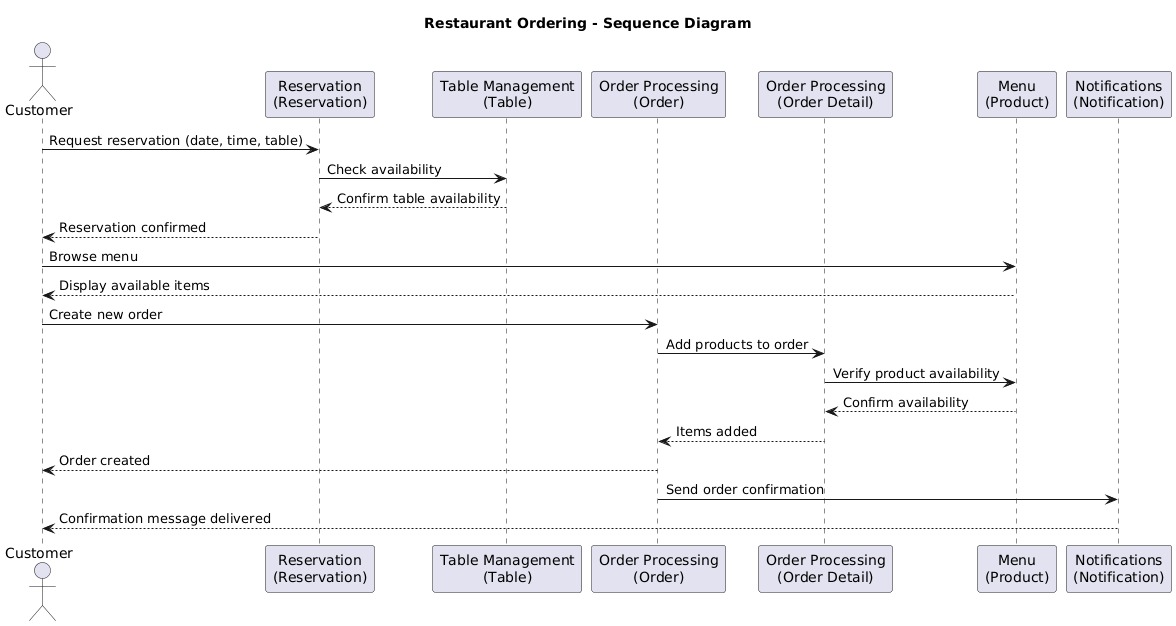 Restaurant Ordering - Sequence Diagram
Customer
Reservation
(Reservation)
Table Management
(Table)
Order Processing
(Order)
Order Processing
(Order Detail)
Menu
(Product)
Notifications
(Notification)
Request reservation (date, time, table)
Check availability
Confirm table availability
Reservation confirmed
Browse menu
Display available items
Create new order
Add products to order
Verify product availability
Confirm availability
Items added
Order created
Send order confirmation
Confirmation message delivered
Customer
Reservation
(Reservation)
Table Management
(Table)
Order Processing
(Order)
Order Processing
(Order Detail)
Menu
(Product)
Notifications
(Notification)